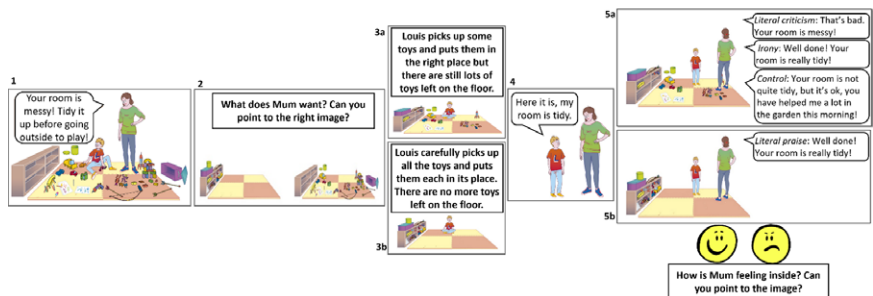 1
Your room is
messy! Tidy it
up before going
outside to play!
2
What does Mum want? Can you
point to the right image?
3a
Louis picks up some
toys and puts them in
the right place but
there are still lots of
toys left on the floor.
Louis carefully picks up
all the toys and puts
them each in its place.
There are no more toys
left on the floor.
3b
4
Here it is, my
room is tidy.
L
5a
Literal criticism: That's bad.
Your room is messy!
Irony: Well done! Your
room is really tidy!
Control: Your room is not
quite tidy, but it's ok, you
have helped me a lot in
the garden this morning!
Literal praise: Well done!
Your room is really tidy!
5b
How is Mum feeling inside? Can
you point to the image?